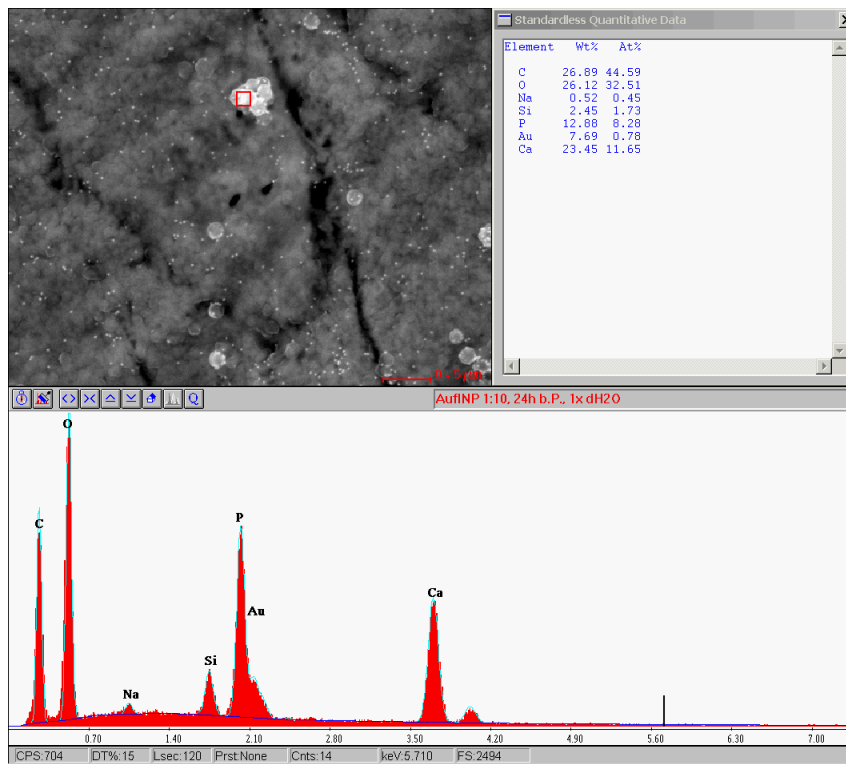 Standardless Quantitative Data
Element Wt% At%
C 26.89 44.59
O 26.12 32.51
Na 0.52 0.45
Si 2.45 1.73
P 12.88 8.28
Au 7.69 0.78
Ca 23.45 11.65
AufINP 1:10, 24h b.P., 1x dH2O
O
C
P
Au
Ca
Si
Na
0.70 1.40 2.10 2.80 3.50 4.20 4.90 5.60 6.30 7.00
CPS:704 DT%:15 Lsec:120 Prst:None Cnts:14 keV:5.710 FS:2494